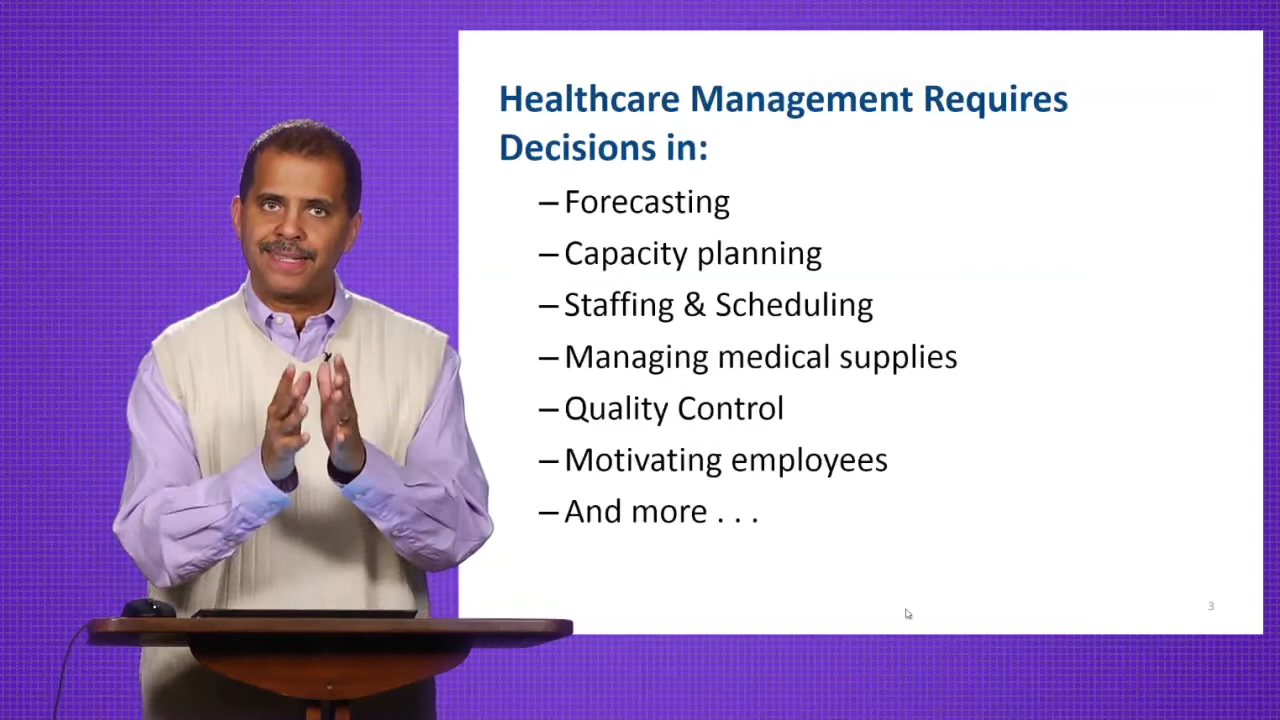 Healthcare Management Requires
Decisions in:
– Forecasting
– Capacity planning
– Staffing & Scheduling
– Managing medical supplies
– Quality Control
– Motivating employees
– And more . . .
3